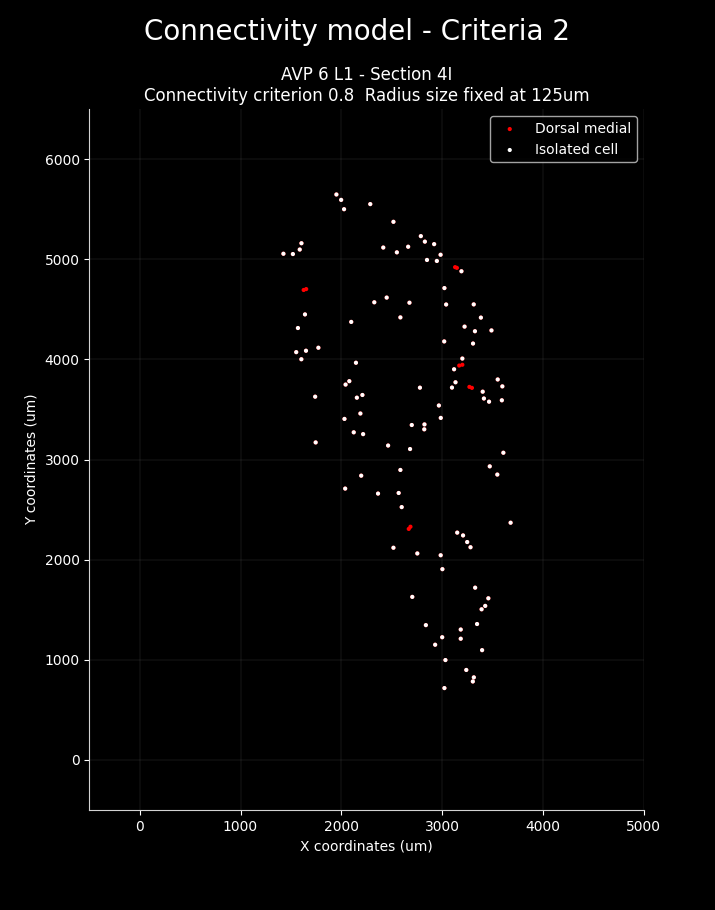 Connectivity model - Criteria 2
AVP 6 L1 - Section 4I
Connectivity criterion 0.8  Radius size fixed at 125um
Dorsal medial
Isolated cell
6000
5000
4000
3000
2000
1000
0
Y coordinates (um)
0 1000 2000 3000 4000 5000
X coordinates (um)